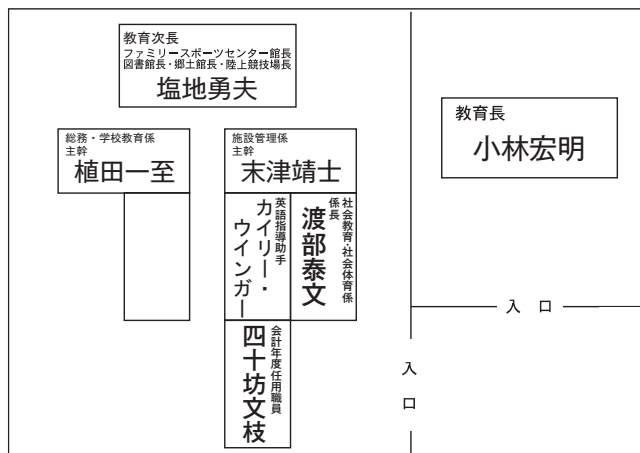 教育次長
ファミリースポーツセンター館長
図書館長・郷土館長・陸上競技場長
塩地勇夫
教育長
小林宏明
総務・学校教育係
主幹
植田一至
施設管理係
主幹
末津靖士
社会教育・社会体育係
係長
渡部泰文
英語指導助手
カイリー・
ウインガー
会計年度任用職員
四十坊文枝
入口
入口